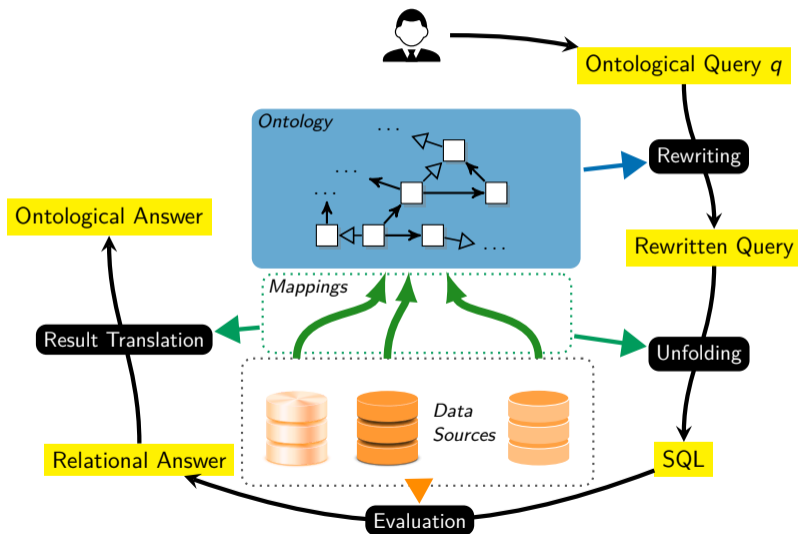 Ontological Query q
Ontology
. . .
Rewriting
. . .
. . .
Ontological Answer
Rewritten Query
. . .
Mappings
Result Translation
Unfolding
Data
Sources
Relational Answer
SQL
Evaluation